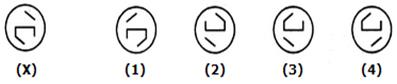 (X) (1) (2) (3) (4)